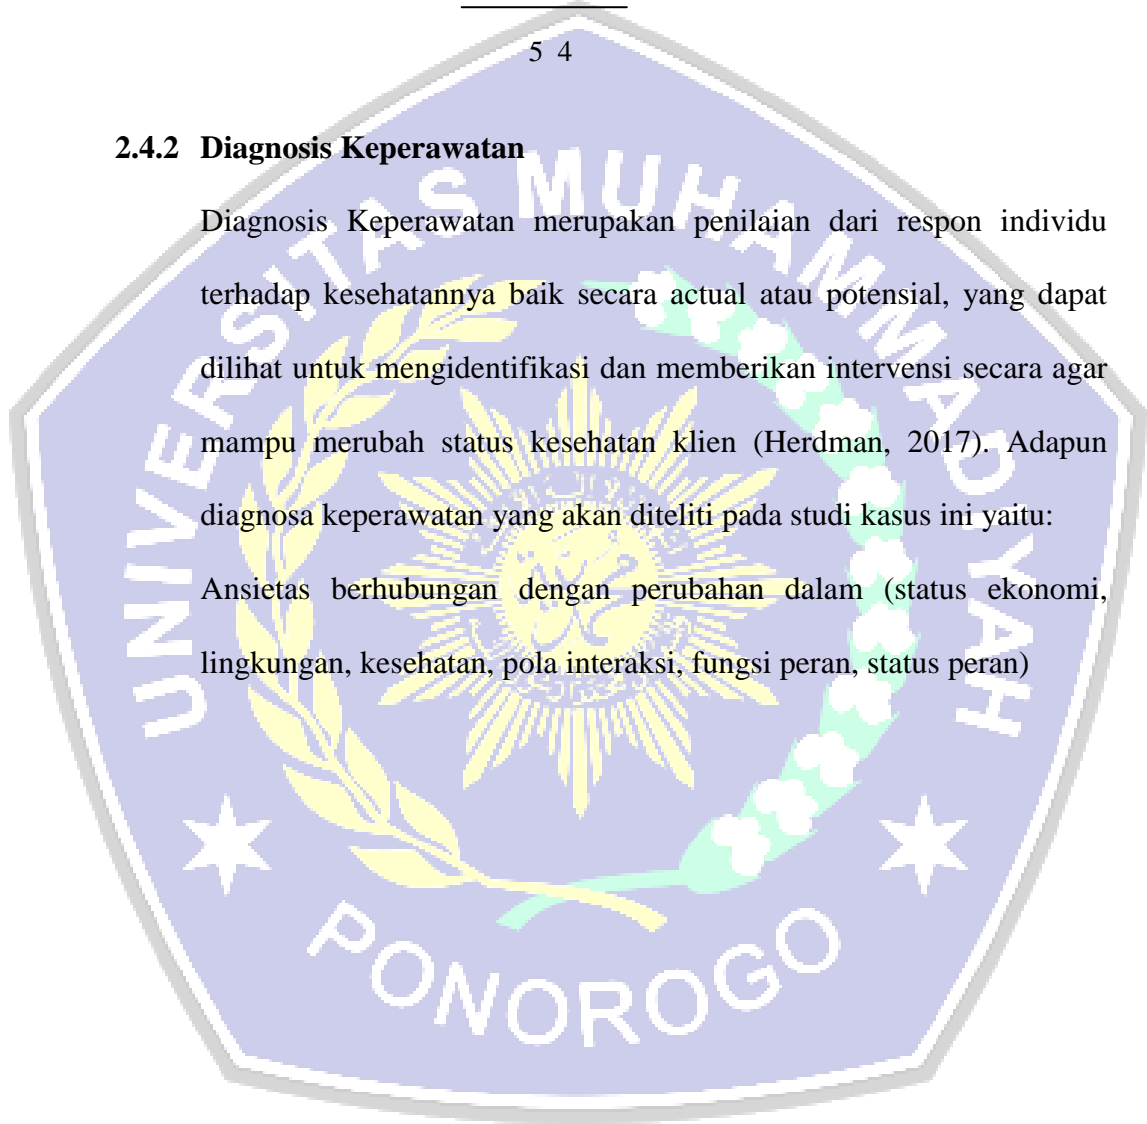 5 4
2.4.2 Diagnosis Keperawatan
Diagnosis Keperawatan merupakan penilaian dari respon individu
terhadap kesehatannya baik secara actual atau potensial, yang dapat
dilihat untuk mengidentifikasi dan memberikan intervensi secara agar
mampu merubah status kesehatan klien (Herdman, 2017). Adapun
diagnosa keperawatan yang akan diteliti pada studi kasus ini yaitu:
Ansietas berhubungan dengan perubahan dalam (status ekonomi,
lingkungan, kesehatan, pola interaksi, fungsi peran, status peran)
UNIVERSITAS MUHAMMADIYAH
PONOROGO